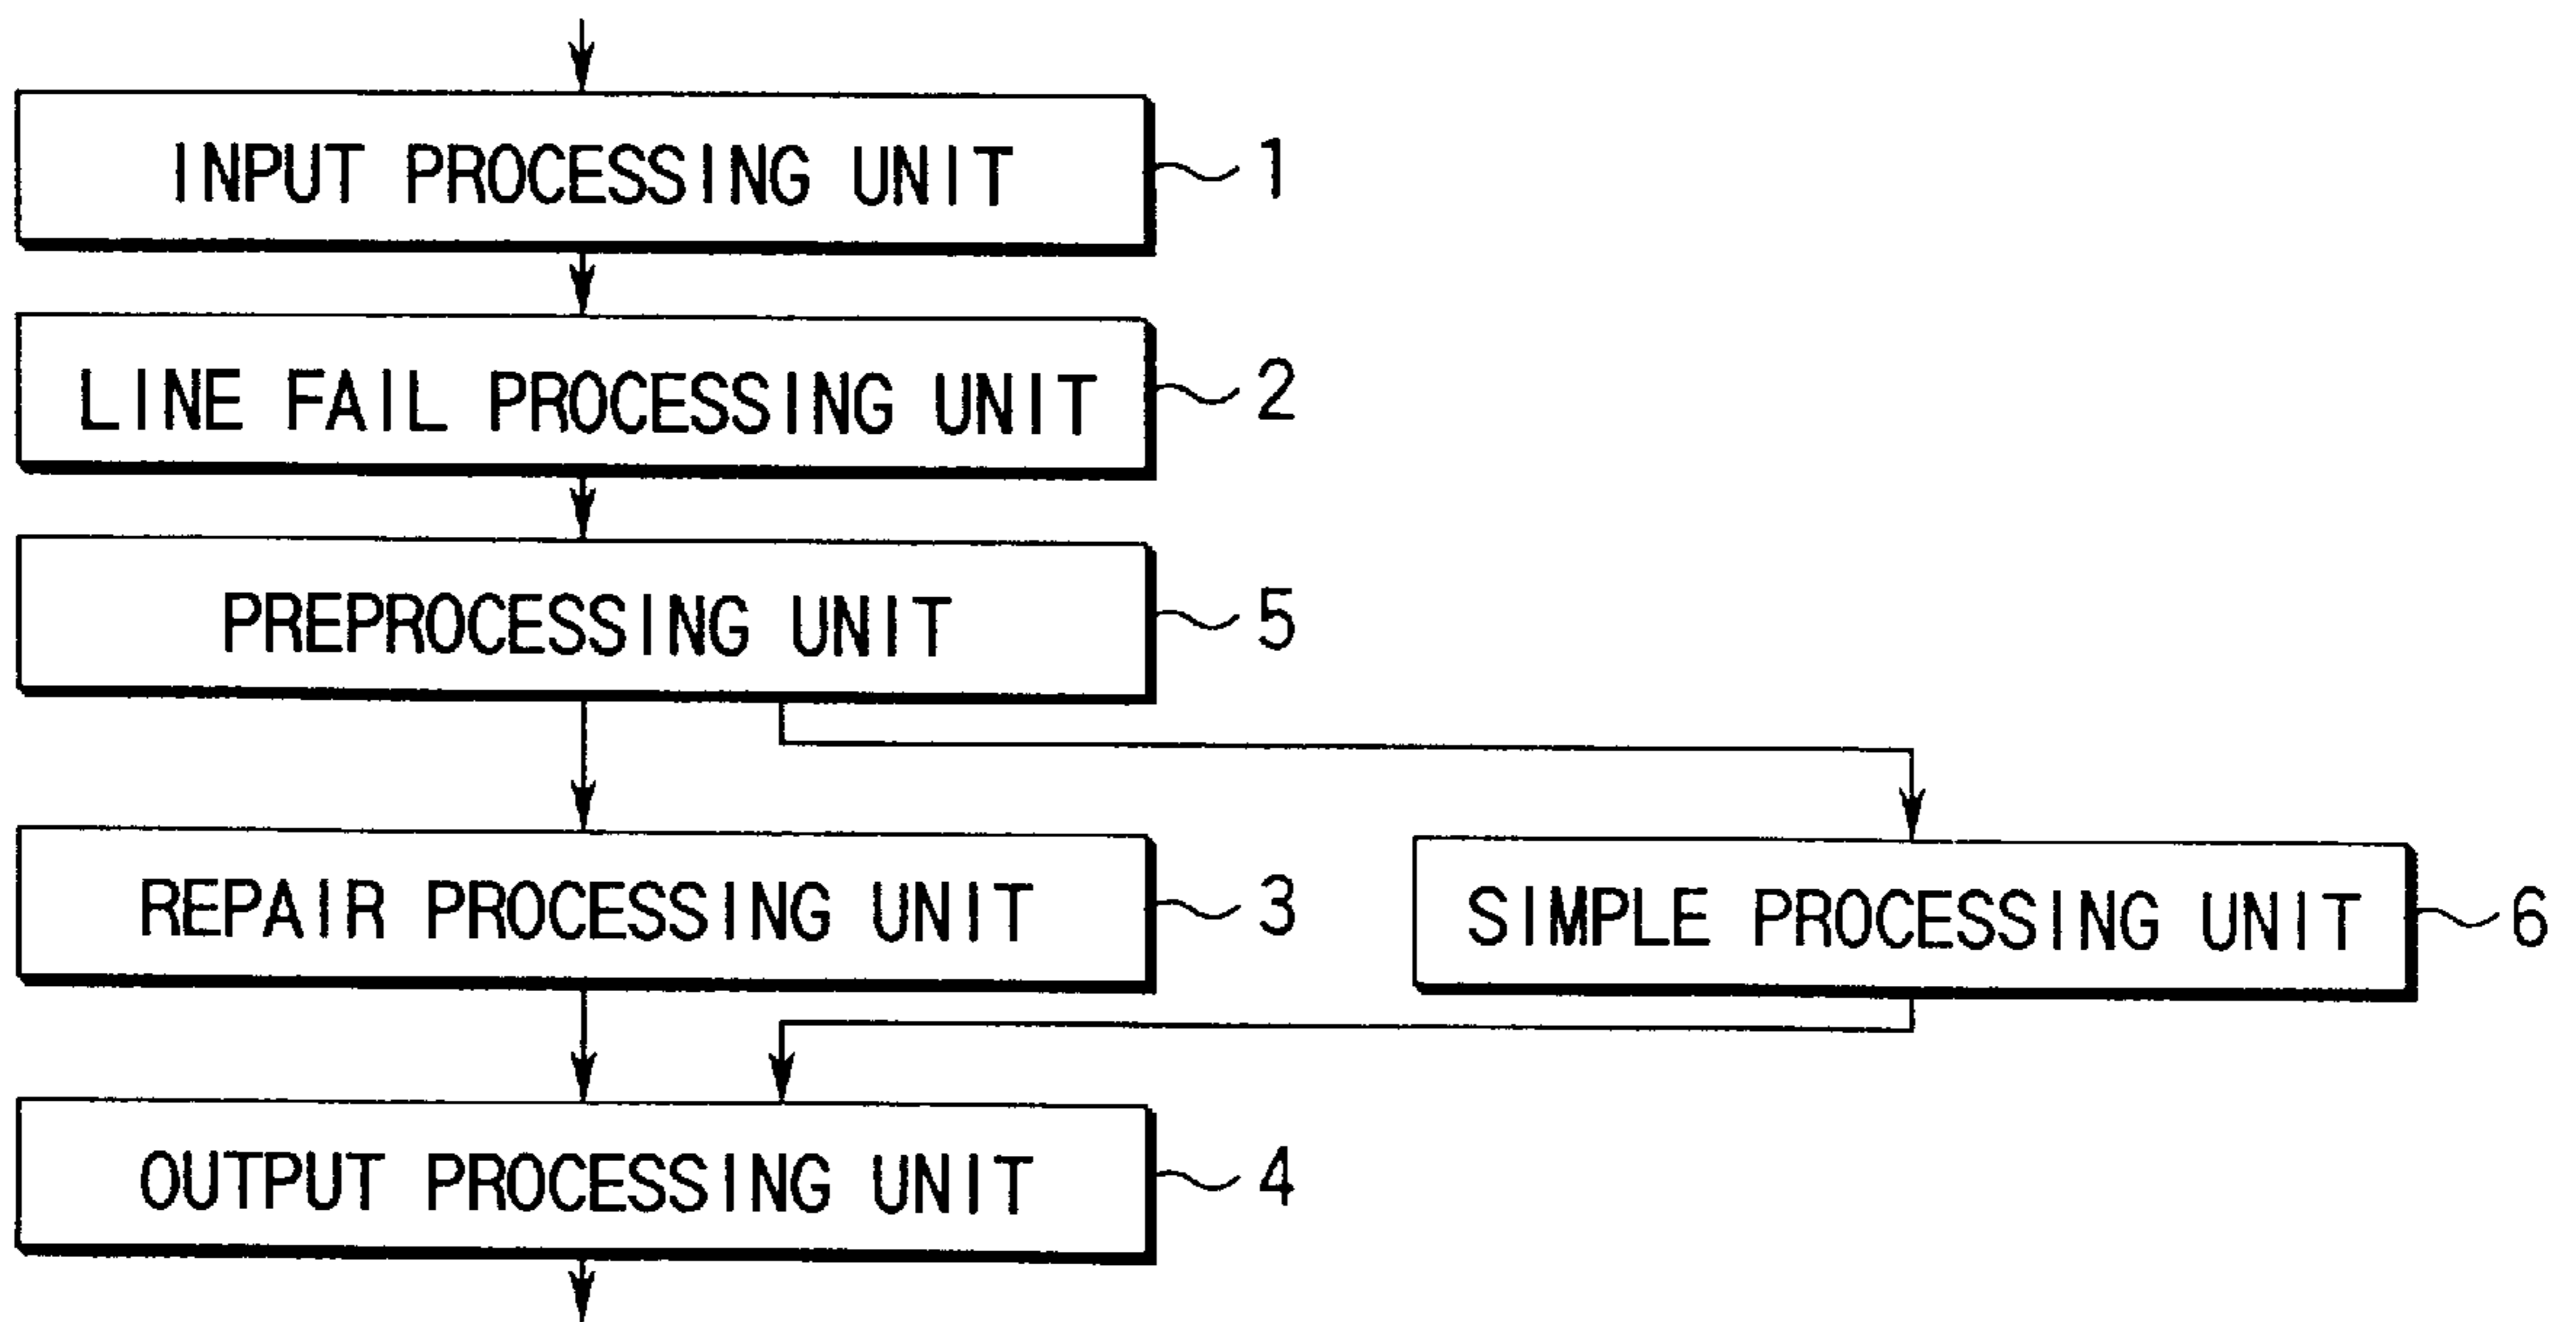 INPUT PROCESSING UNIT 1
LINE FAIL PROCESSING UNIT 2
PREPROCESSING UNIT 5
REPAIR PROCESSING UNIT 3
SIMPLE PROCESSING UNIT 6
OUTPUT PROCESSING UNIT 4